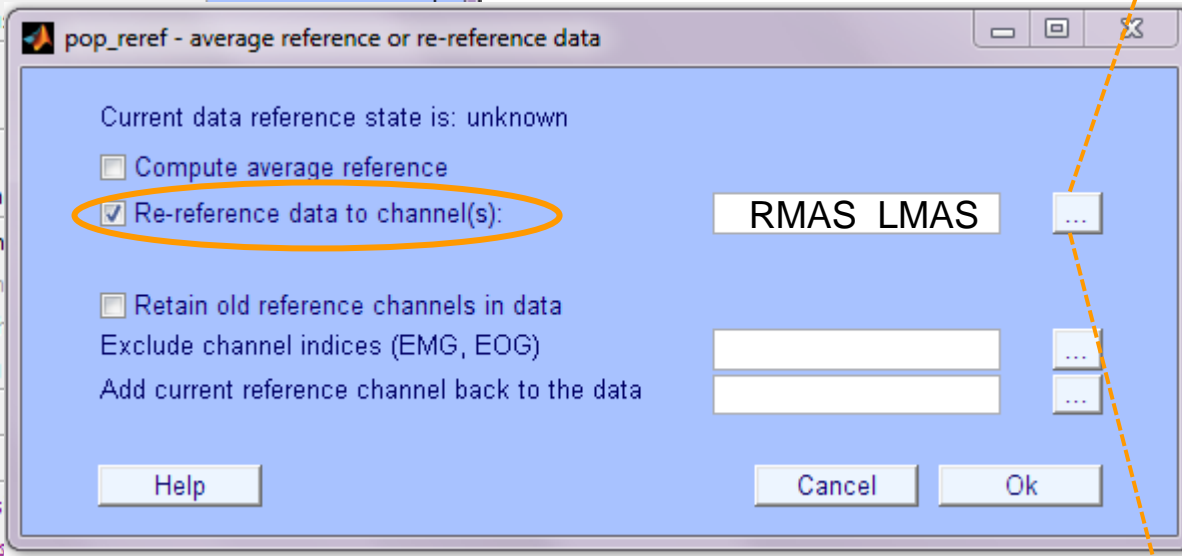 pop_reref - average reference or re-reference data
Current data reference state is: unknown
Compute average reference
Re-reference data to channel(s): RMAS LMAS ...
Retain old reference channels in data
Exclude channel indices (EMG, EOG) ...
Add current reference channel back to the data ...
Help Cancel Ok